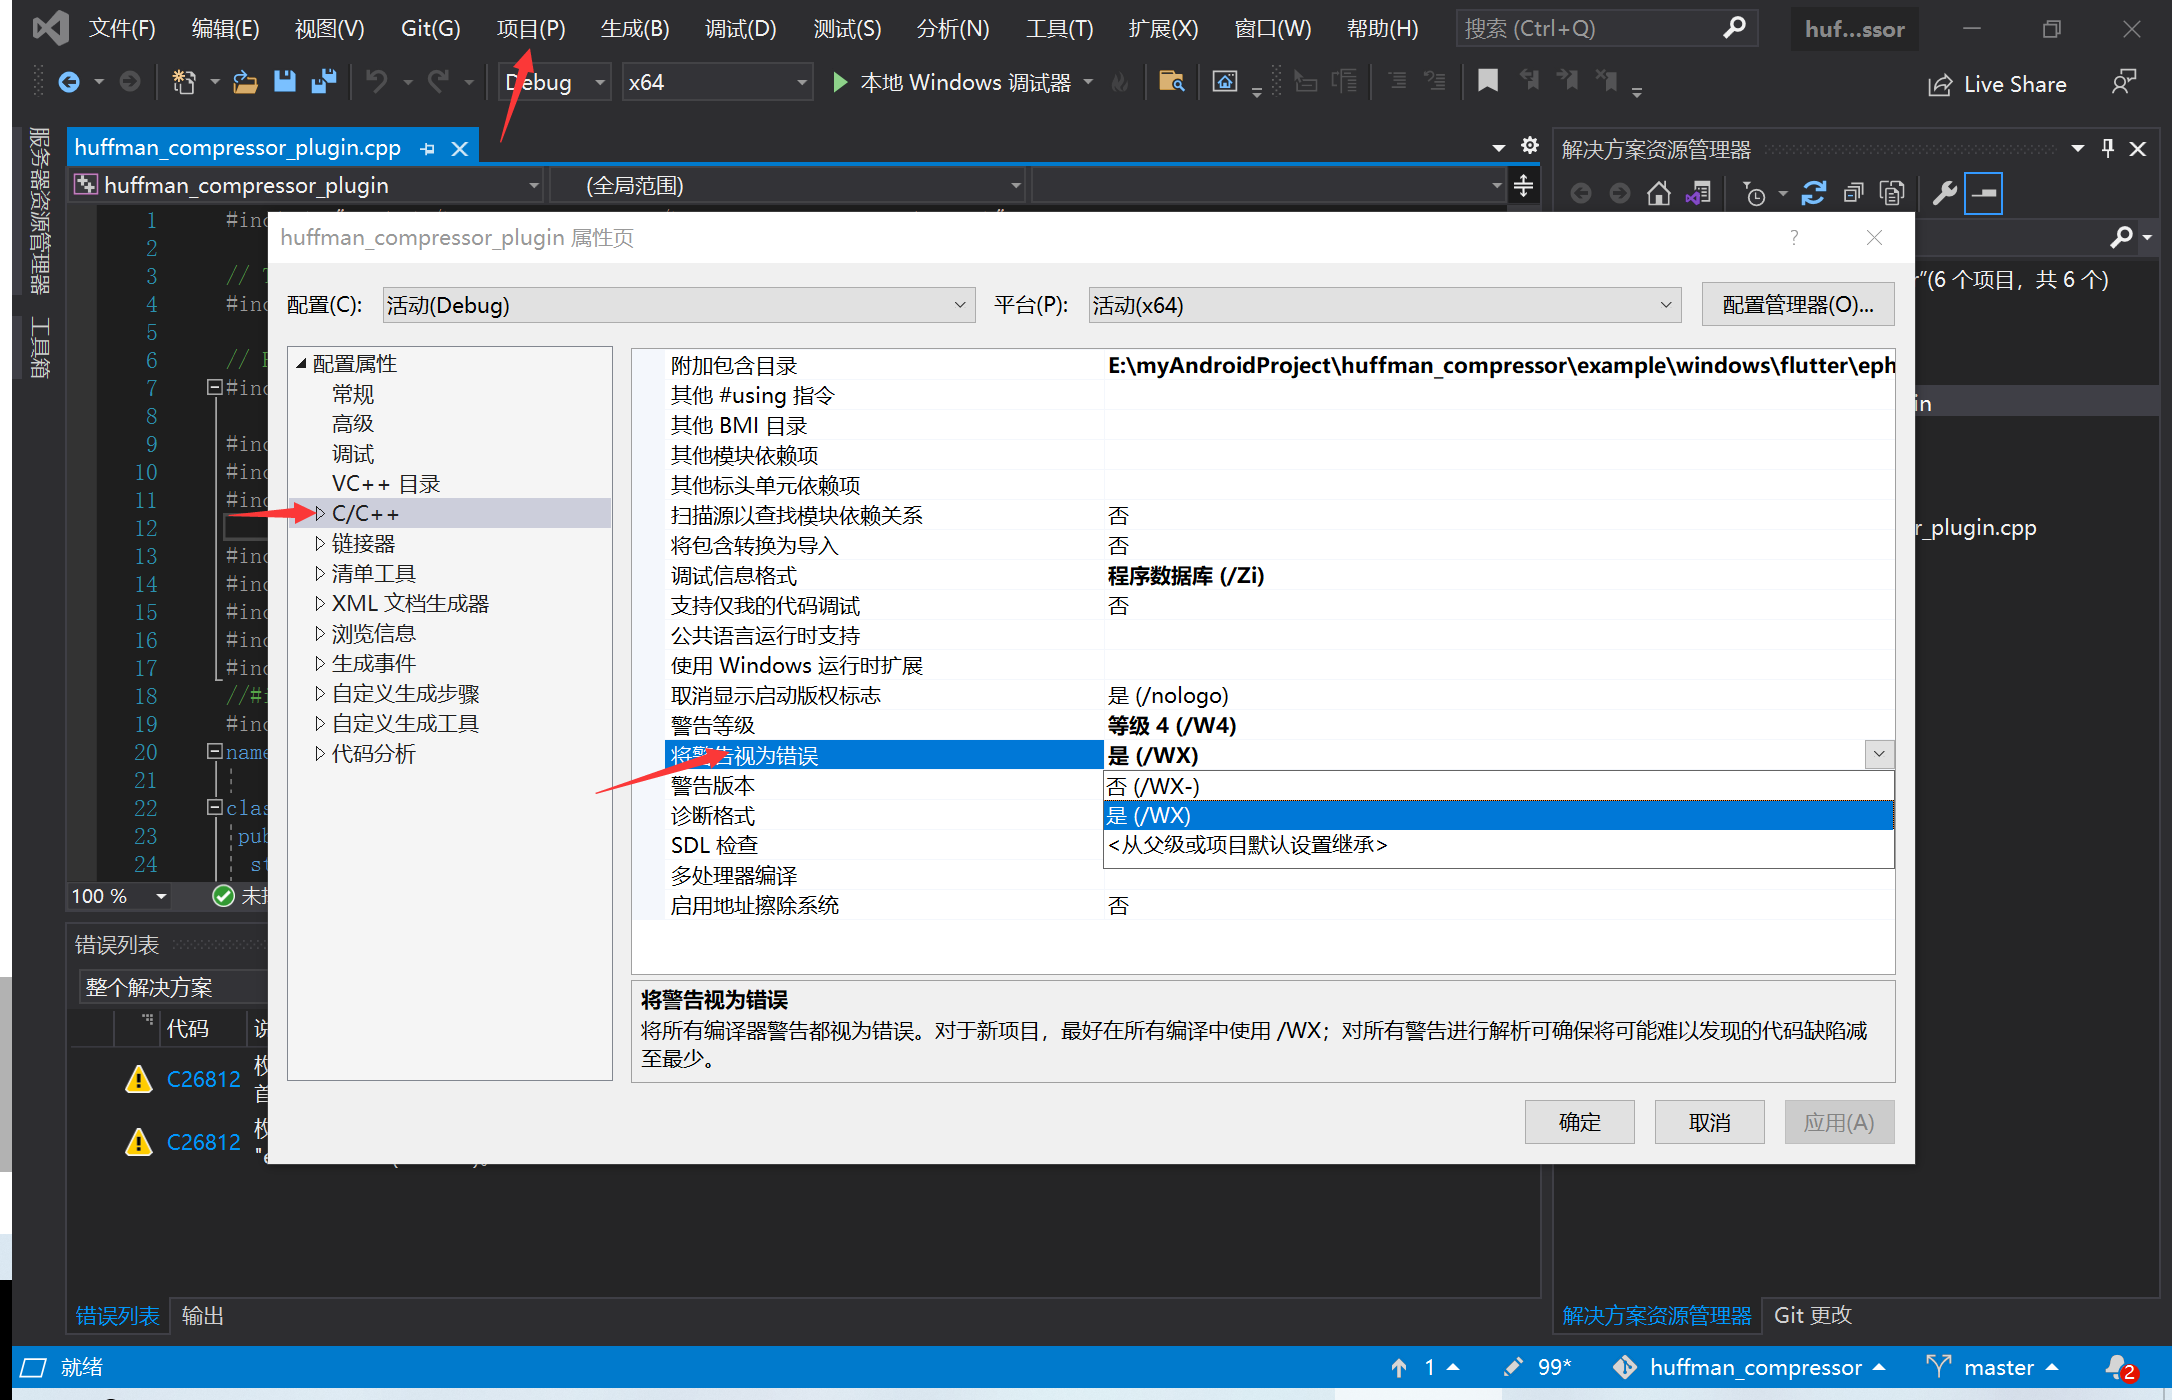 文件(F) 编辑(E) 视图(V) Git(G) 项目(P) 生成(B) 调试(D) 测试(S) 分析(N) 工具(T) 扩展(X) 窗口(W) 帮助(H) 搜索 (Ctrl+Q) huf...ssor
Debug x64 本地 Windows 调试器 Live Share
服务器资源管理器
工具箱
huffman_compressor_plugin.cpp
huffman_compressor_plugin (全局范围)
解决方案资源管理器
1 #inc
2
3 //
4 #inc
5
6 //
7 #inc
8
9 #inc
10 #inc
11 #inc
12
13 #inc
14 #inc
15 #inc
16 #inc
17 #inc
18 //#i
19 #inc
20 name
21
22 clas
23 pub
24 st
100 %
huffman_compressor_plugin 属性页
?
配置(C): 活动(Debug) 平台(P): 活动(x64) 配置管理器(O)...
配置属性
常规
高级
调试
VC++ 目录
C/C++
链接器
清单工具
XML 文档生成器
浏览信息
生成事件
自定义生成步骤
自定义生成工具
代码分析
附加包含目录 E:\myAndroidProject\huffman_compressor\example\windows\flutter\eph
其他 #using 指令
其他 BMI 目录
其他模块依赖项
其他标头单元依赖项
扫描源以查找模块依赖关系 否
将包含转换为导入 否
调试信息格式 程序数据库 (/Zi)
支持仅我的代码调试 否
公共语言运行时支持
使用 Windows 运行时扩展
取消显示启动版权标志 是 (/nologo)
警告等级 等级 4 (/W4)
将警告视为错误 是 (/WX)
警告版本
诊断格式
SDL 检查
多处理器编译
启用地址擦除系统 否
否 (/WX-)
是 (/WX)
<从父级或项目默认设置继承>
将警告视为错误
将所有编译器警告都视为错误。对于新项目，最好在所有编译中使用 /WX；对所有警告进行解析可确保将可能难以发现的代码缺陷减
至最少。
确定 取消 应用(A)
"(6 个项目，共 6 个)
in
r_plugin.cpp
错误列表
整个解决方案
代码
C26812
C26812
错误列表 输出
解决方案资源管理器 Git 更改
就绪 1 99* huffman_compressor master 2